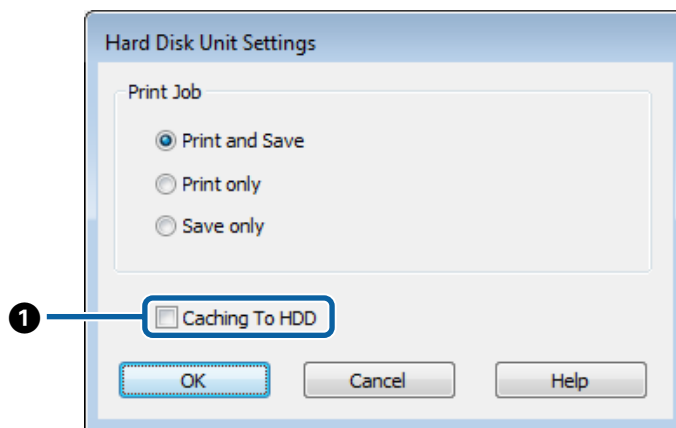 Hard Disk Unit Settings
Print Job
Print and Save
Print only
Save only
1
Caching To HDD
OK Cancel Help